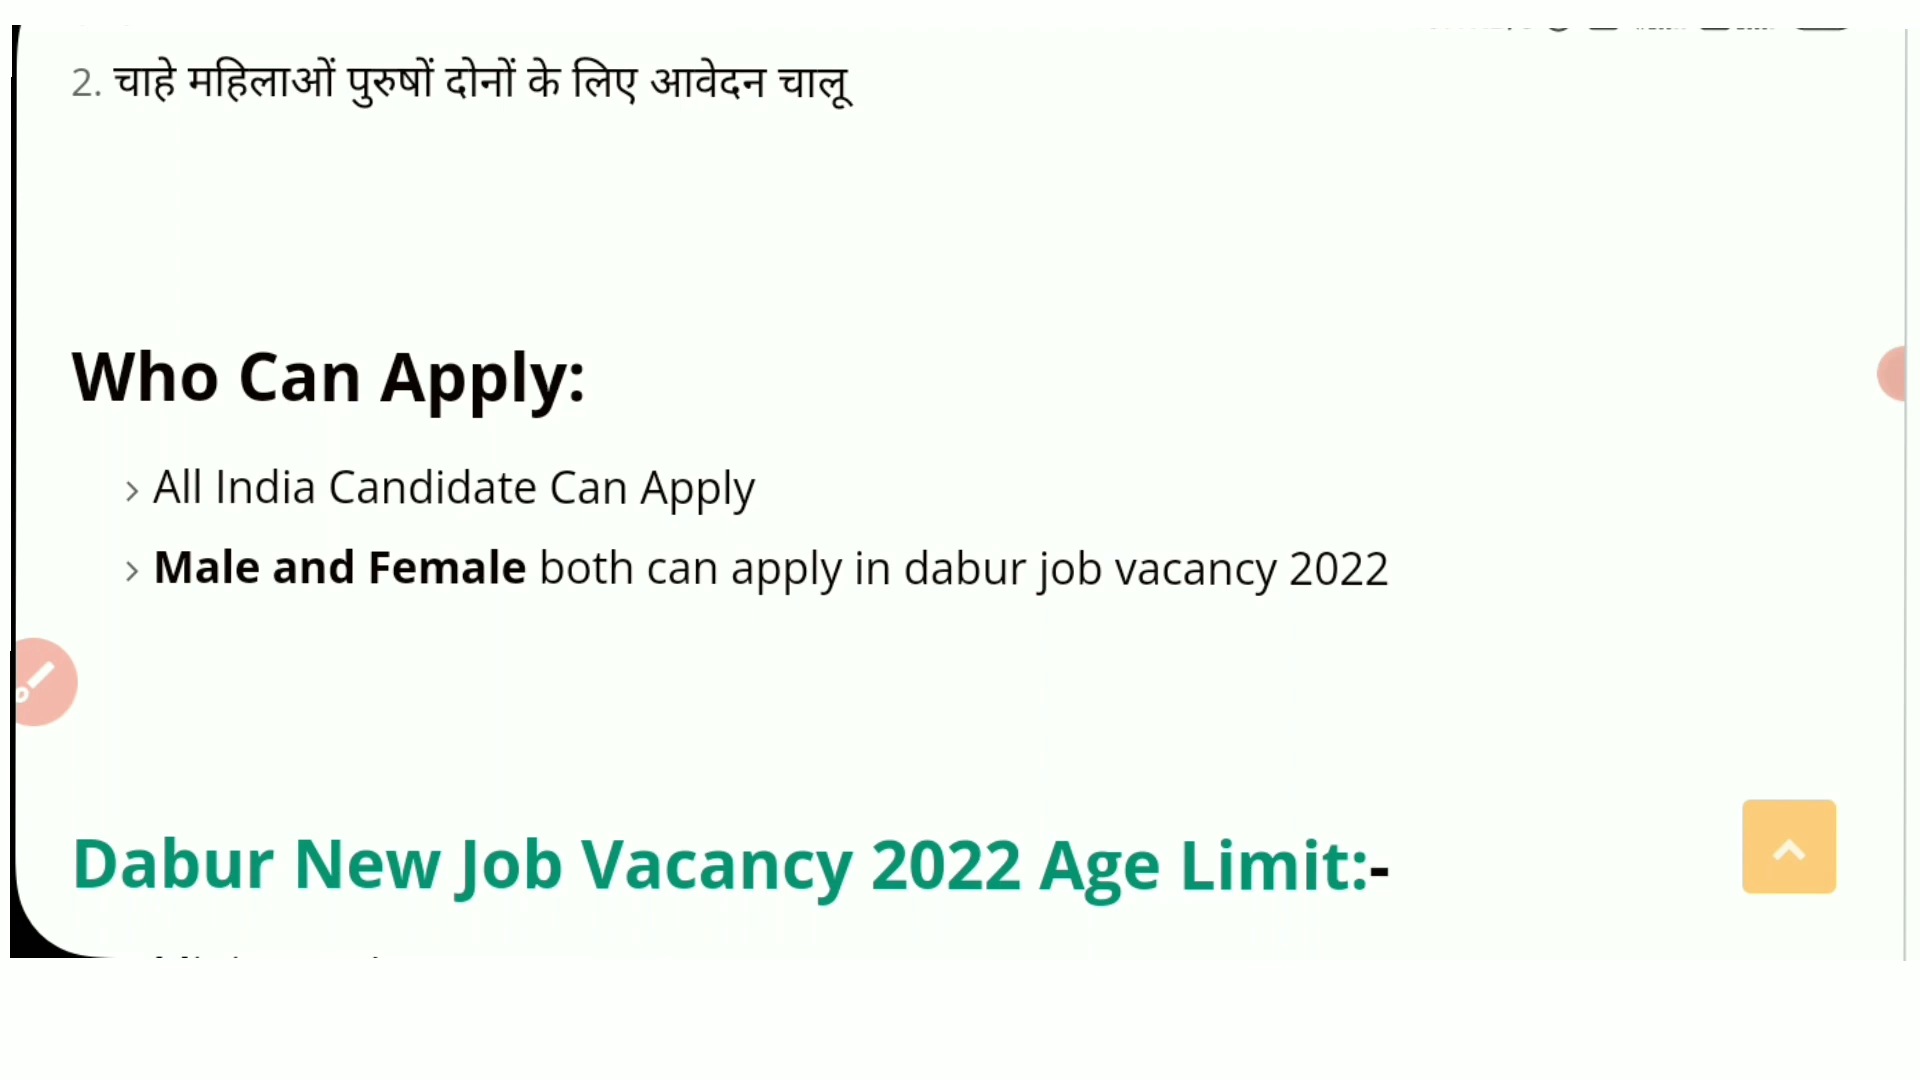 2. चाहे महिलाओं पुरुषों दोनों के लिए आवेदन चालू
Who Can Apply:
All India Candidate Can Apply
Male and Female both can apply in dabur job vacancy 2022
Dabur New Job Vacancy 2022 Age Limit:-